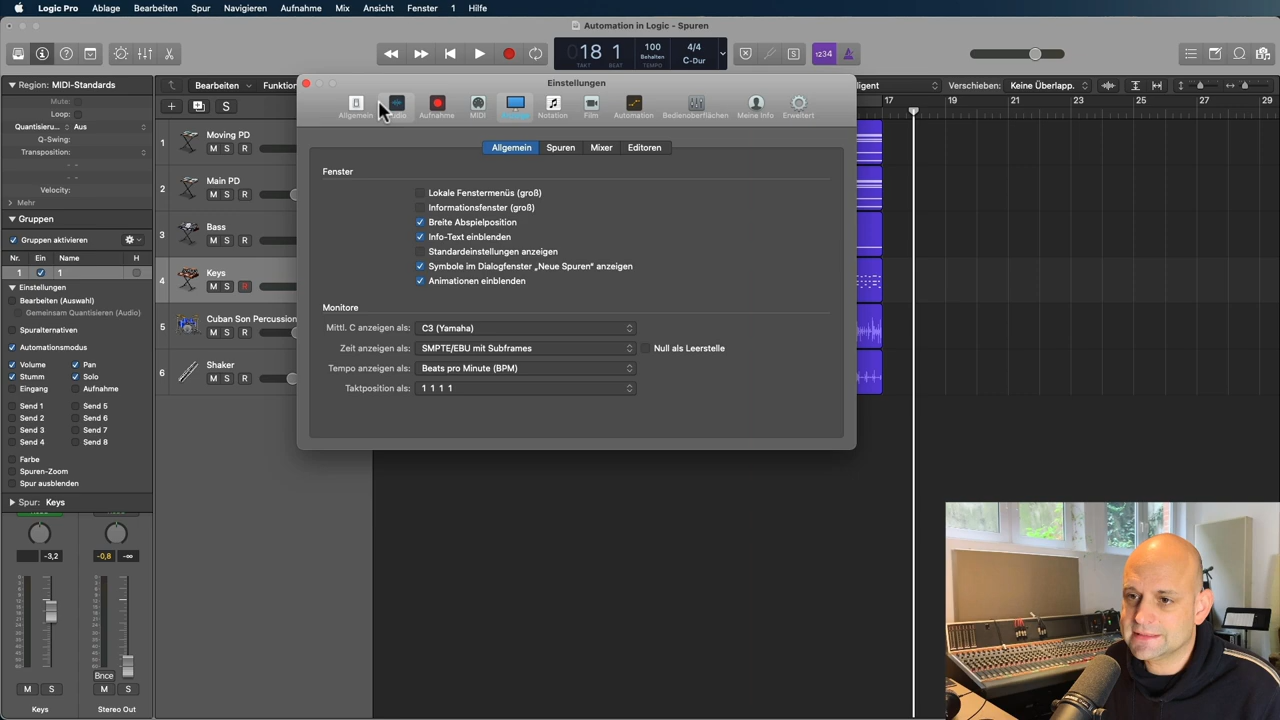 Logic Pro Ablage Bearbeiten Spur Navigieren Aufnahme Mix Ansicht Fenster 1 Hilfe
Automation in Logic - Spuren
18 1
TAKT BEAT
100
Behalten
TEMPO
4/4
C-Dur
1234
Region: MIDI-Standards
Mute:
Loop:
Quantisieru... Aus
Q-Swing:
Transposition:
Velocity:
Mehr
Gruppen
Gruppen aktivieren
Nr. Ein Name H
1 1
Einstellungen
Bearbeiten (Auswahl)
Gemeinsam Quantisieren (Audio)
Spuralternativen
Automationsmodus
Volume Pan
Stumm Solo
Eingang Aufnahme
Send 1 Send 5
Send 2 Send 6
Send 3 Send 7
Send 4 Send 8
Farbe
Spuren-Zoom
Spur ausblenden
Spur: Keys
-3,2 -0,8 -∞
Bnce
M S M S
Keys Stereo Out
Bearbeiten Funktion
S
1 Moving PD
M S R
2 Main PD
M S R
3 Bass
M S R
4 Keys
M S R
5 Cuban Son Percussion
M S R
6 Shaker
M S R
Einstellungen
Allgemein Aufnahme MIDI Notation Film Automation Bedienoberflächen Meine Info Erweitert
Allgemein Spuren Mixer Editoren
Fenster
Lokale Fenstermenüs (groß)
Informationsfenster (groß)
Breite Abspielposition
Info-Text einblenden
Standardeinstellungen anzeigen
Symbole im Dialogfenster „Neue Spuren“ anzeigen
Animationen einblenden
Monitore
Mittl. C anzeigen als: C3 (Yamaha)
Zeit anzeigen als: SMPTE/EBU mit Subframes Null als Leerstelle
Tempo anzeigen als: Beats pro Minute (BPM)
Taktposition als: 1 1 1 1
Verschieben: Keine Überlapp.
17 19 21 23 25 27 29